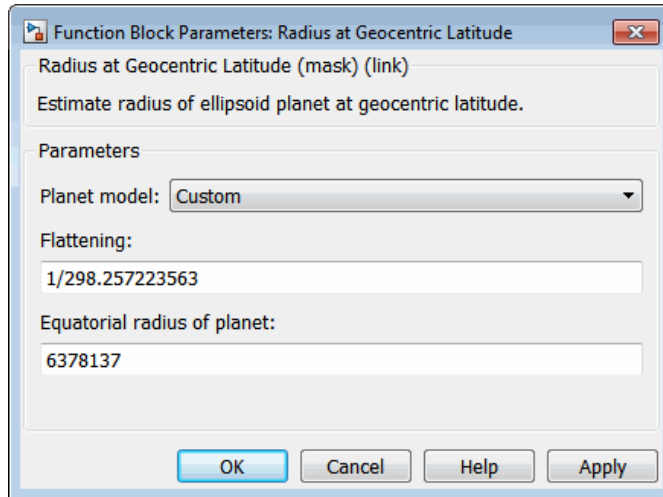 Function Block Parameters: Radius at Geocentric Latitude
Radius at Geocentric Latitude (mask) (link)
Estimate radius of ellipsoid planet at geocentric latitude.
Parameters
Planet model: Custom
Flattening:
1/298.257223563
Equatorial radius of planet:
6378137
OK Cancel Help Apply